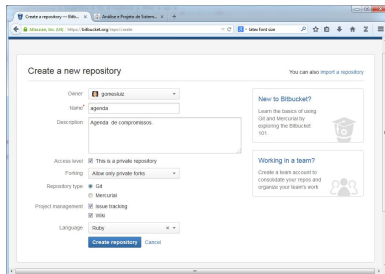 Create a repository — Bitb...
Análise e Projeto de Sistem...
Atlassian, Inc. (US) https://bitbucket.org/repo/create
latex font size
Create a new repository
You can also import a repository
Owner gomesluiz
Name* agenda
Description Agenda de compromissos.
Access level This is a private repository
Forking Allow only private forks
Repository type Git
Mercurial
Project management Issue tracking
Wiki
Language Ruby
Create repository Cancel
New to Bitbucket?
Learn the basics of using
Git and Mercurial by
exploring the Bitbucket
101.
Working in a team?
Create a team account to
consolidate your repos and
organize your team's work